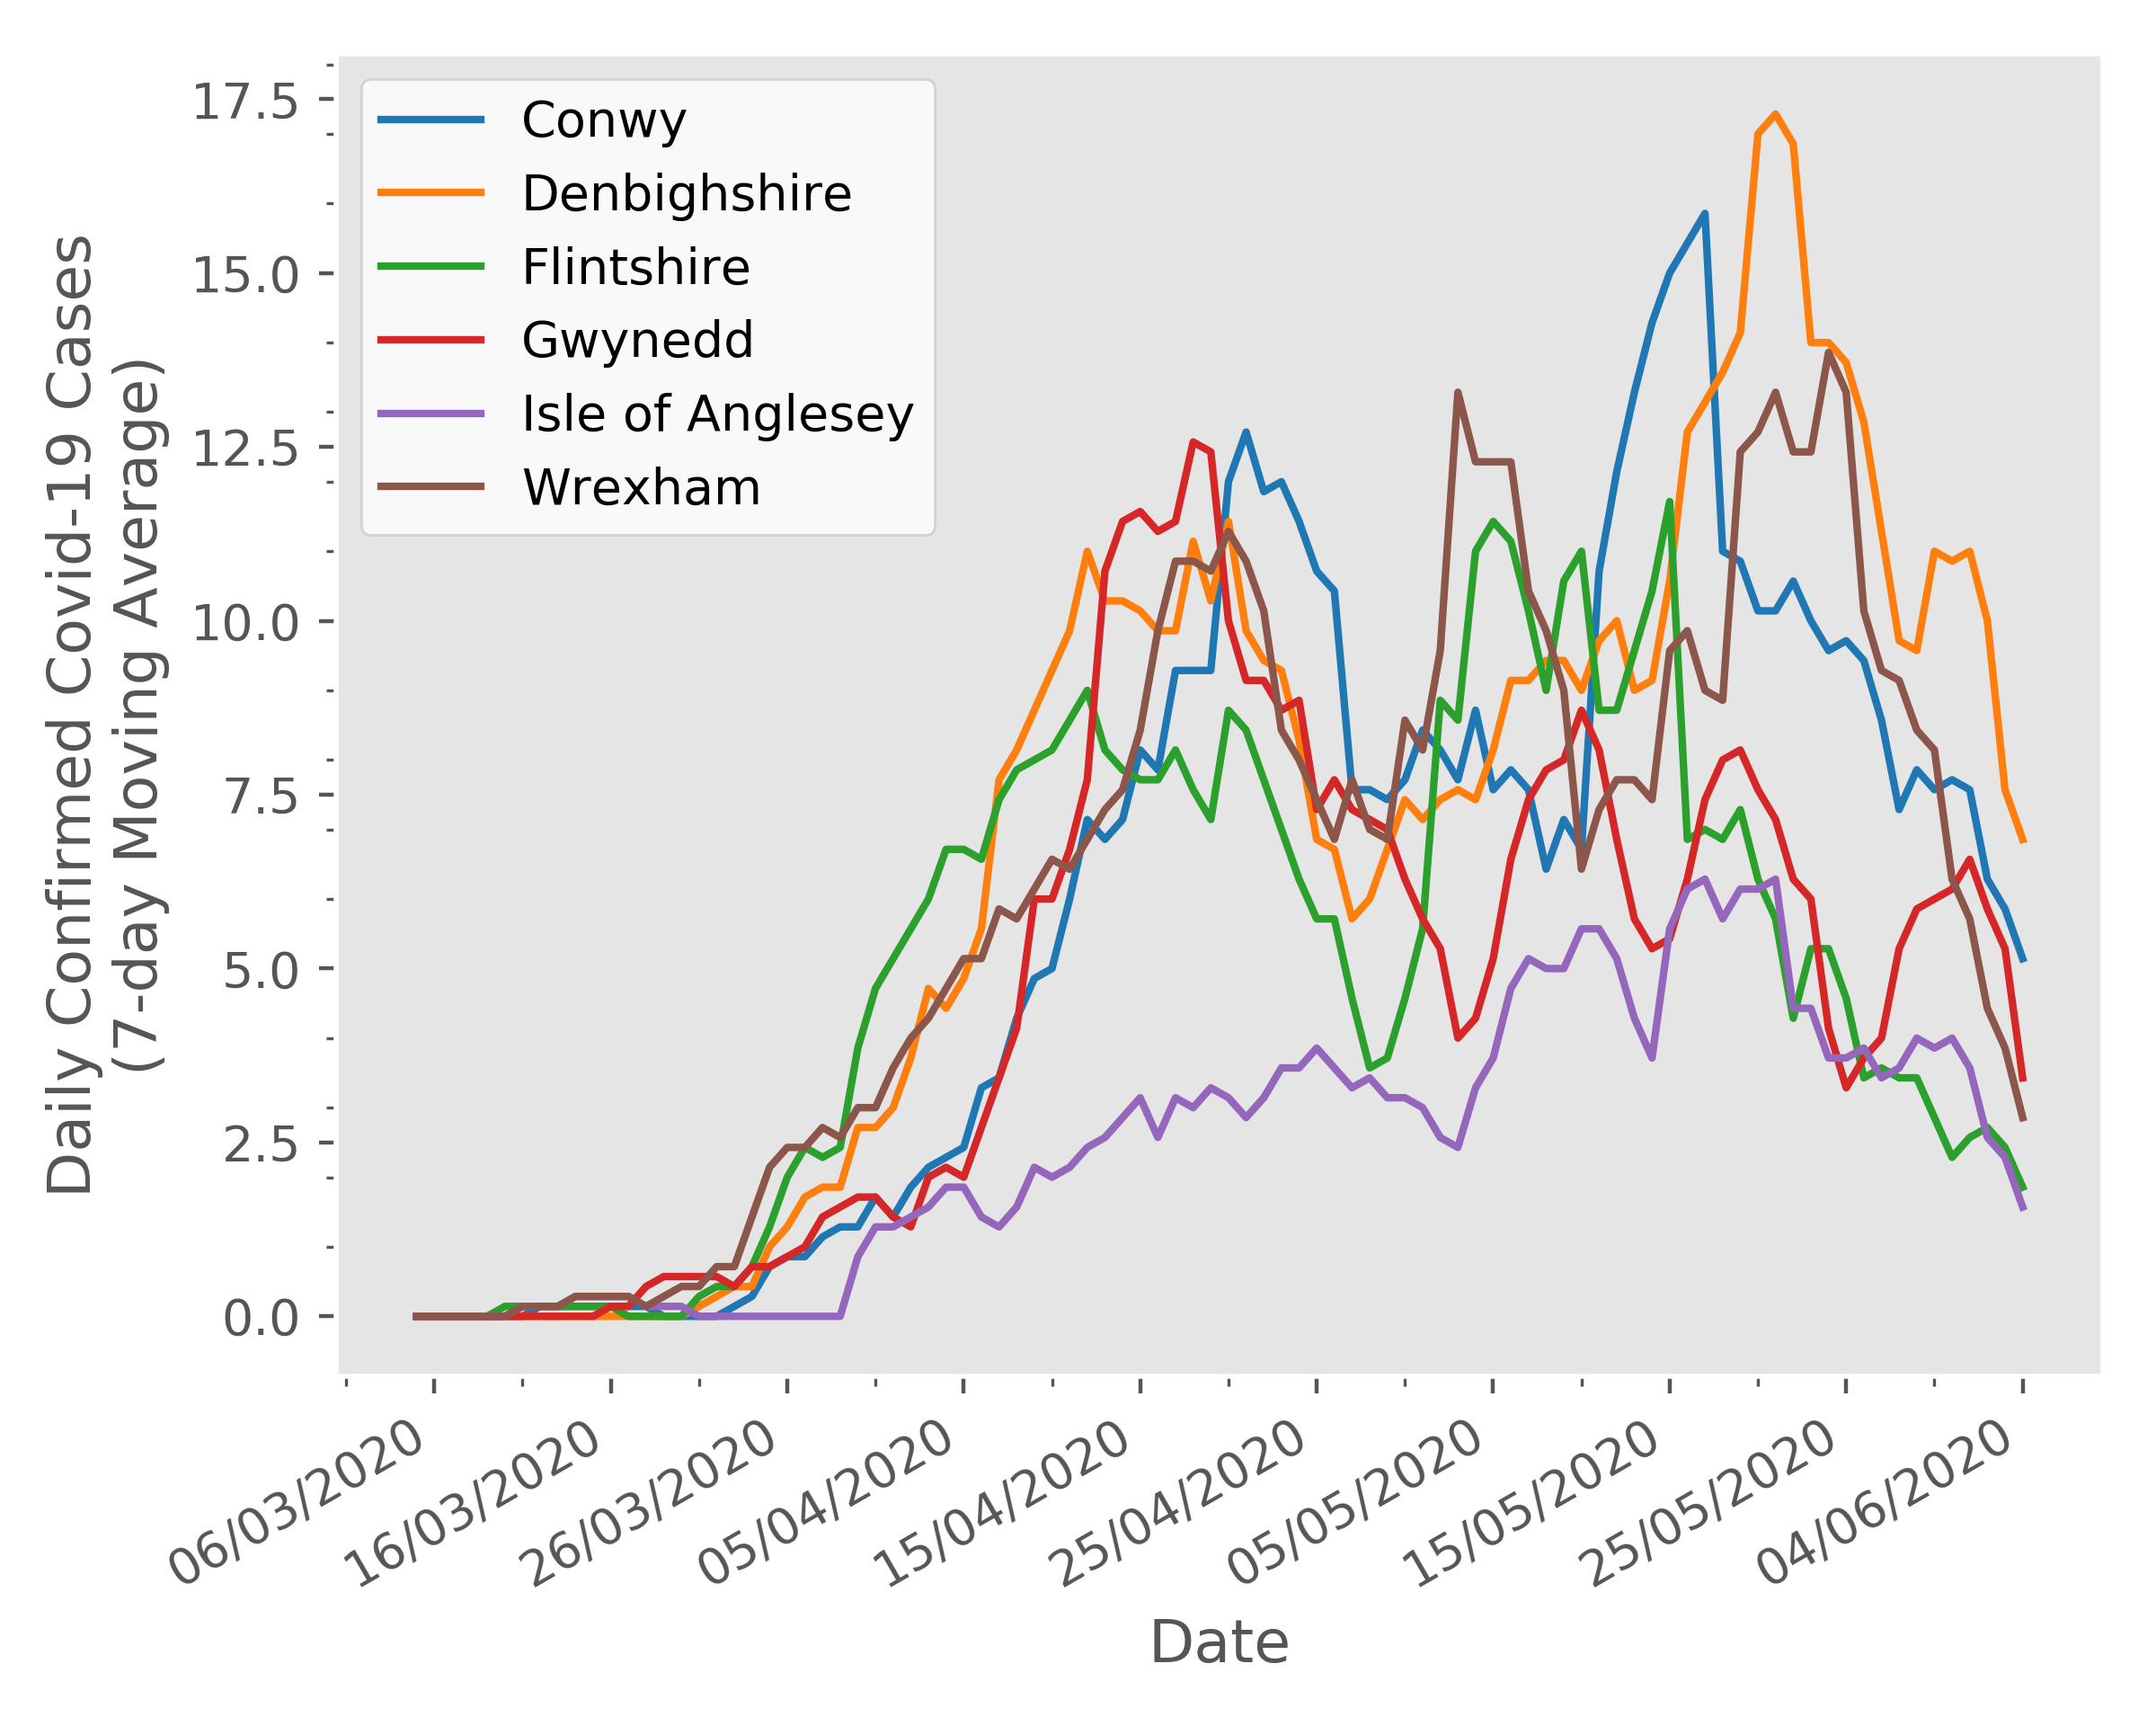 Daily Confirmed Covid-19 Cases
(7-day Moving Average)
17.5
15.0
12.5
10.0
7.5
5.0
2.5
0.0
Conwy
Denbighshire
Flintshire
Gwynedd
Isle of Anglesey
Wrexham
06/03/2020
16/03/2020
26/03/2020
05/04/2020
15/04/2020
25/04/2020
05/05/2020
15/05/2020
25/05/2020
04/06/2020
Date